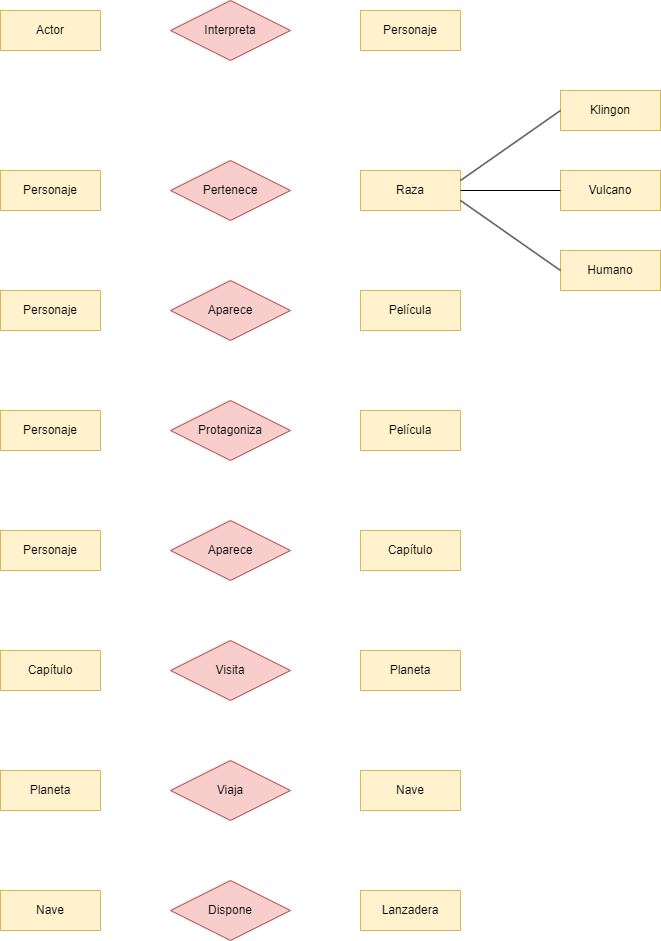 Actor Interpreta Personaje
Klingon
Personaje Pertenece Raza Vulcano
Humano
Personaje Aparece Película
Personaje Protagoniza Película
Personaje Aparece Capítulo
Capítulo Visita Planeta
Planeta Viaja Nave
Nave Dispone Lanzadera